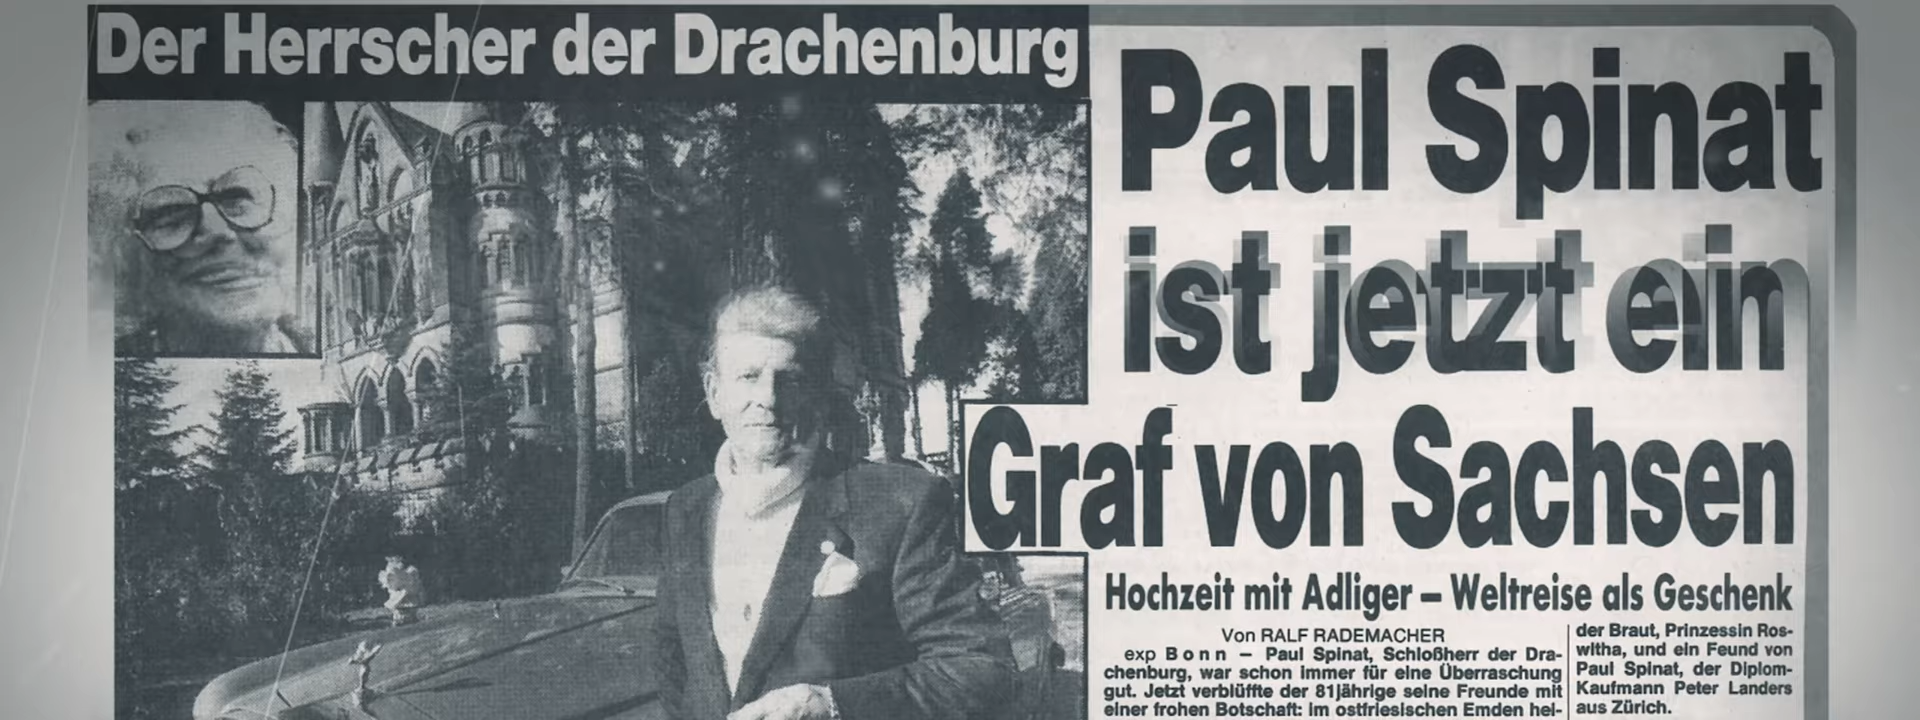 Der Herrscher der Drachenburg
Paul Spinat
ist jetzt ein
Graf von Sachsen
Hochzeit mit Adliger – Weltreise als Geschenk
Von RALF RADEMACHER
exp Bonn – Paul Spinat, Schloßherr der Dra-
chenburg, war schon immer für eine Überraschung
gut. Jetzt verblüffte der 81jährige seine Freunde mit
einer frohen Botschaft: im ostfriesischen Emden hei-
der Braut, Prinzessin Ros-
witha, und ein Feund von
Paul Spinat, der Diplom-
Kaufmann Peter Landers
aus Zürich.